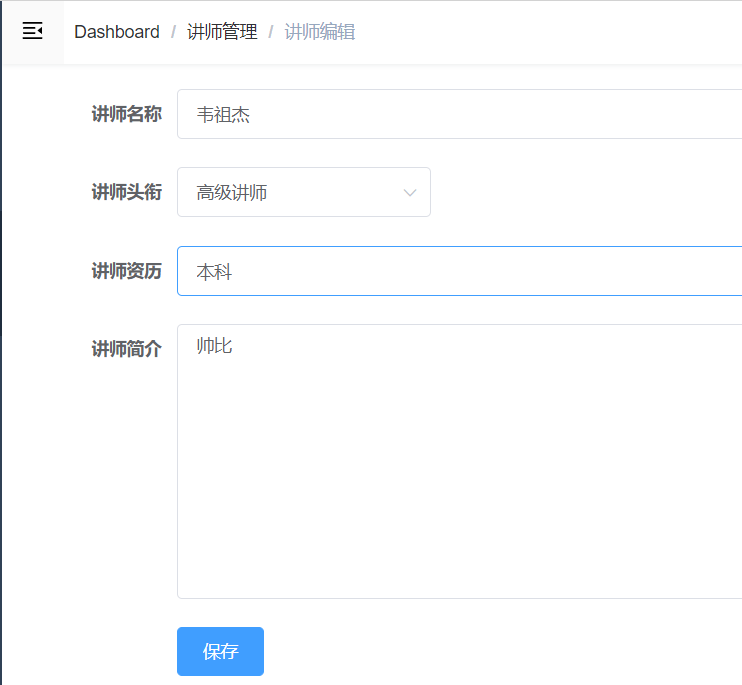 Dashboard / 讲师管理 / 讲师编辑
讲师名称 韦祖杰
讲师头衔 高级讲师
讲师资历 本科
讲师简介 帅比
保存